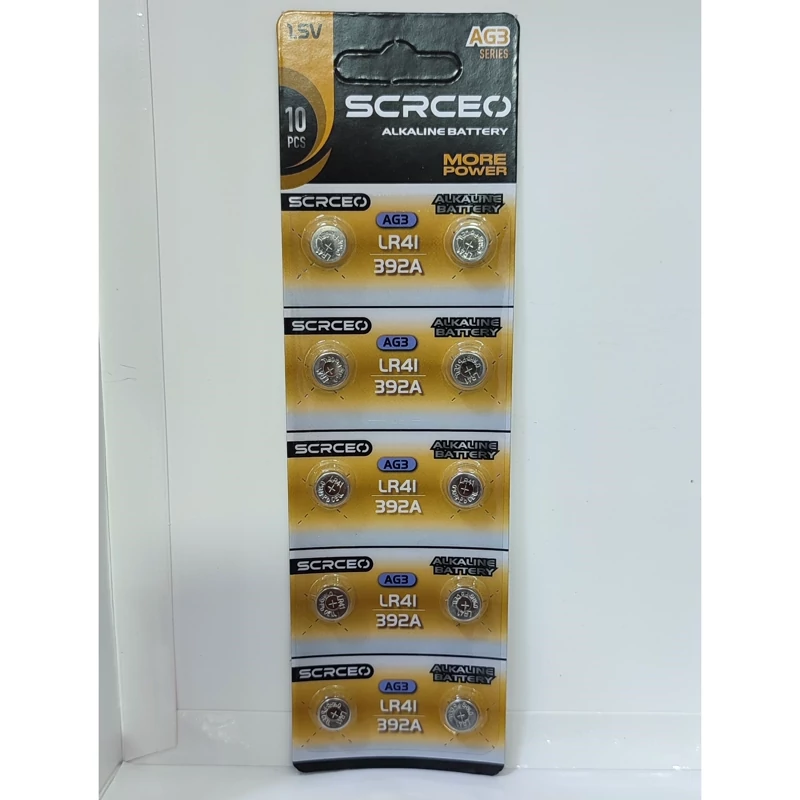 1.5V
AG3
SERIES
10
PCS
SCRCEO
ALKALINE BATTERY
MORE
POWER
SCRCEO
ALKALINE
BATTERY
AG3
LR41
392A
SCRCEO
ALKALINE
BATTERY
AG3
LR41
392A
SCRCEO
ALKALINE
BATTERY
AG3
LR41
392A
SCRCEO
ALKALINE
BATTERY
AG3
LR41
392A
SCRCEO
ALKALINE
BATTERY
AG3
LR41
392A